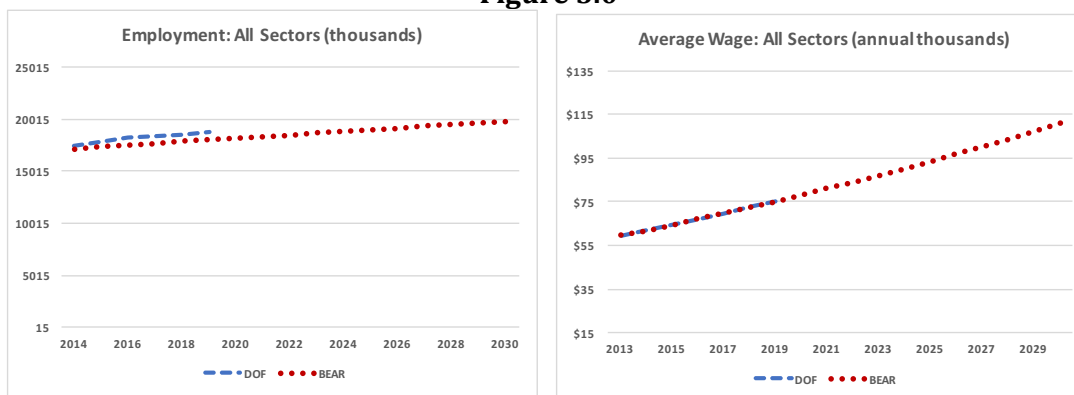 Employment: All Sectors (thousands)
25015
20015
15015
10015
5015
15
2014 2016 2018 2020 2022 2024 2026 2028 2030
DOF BEAR
Average Wage: All Sectors (annual thousands)
$135
$115
$95
$75
$55
$35
$15
2013 2015 2017 2019 2021 2023 2025 2027 2029
DOF BEAR